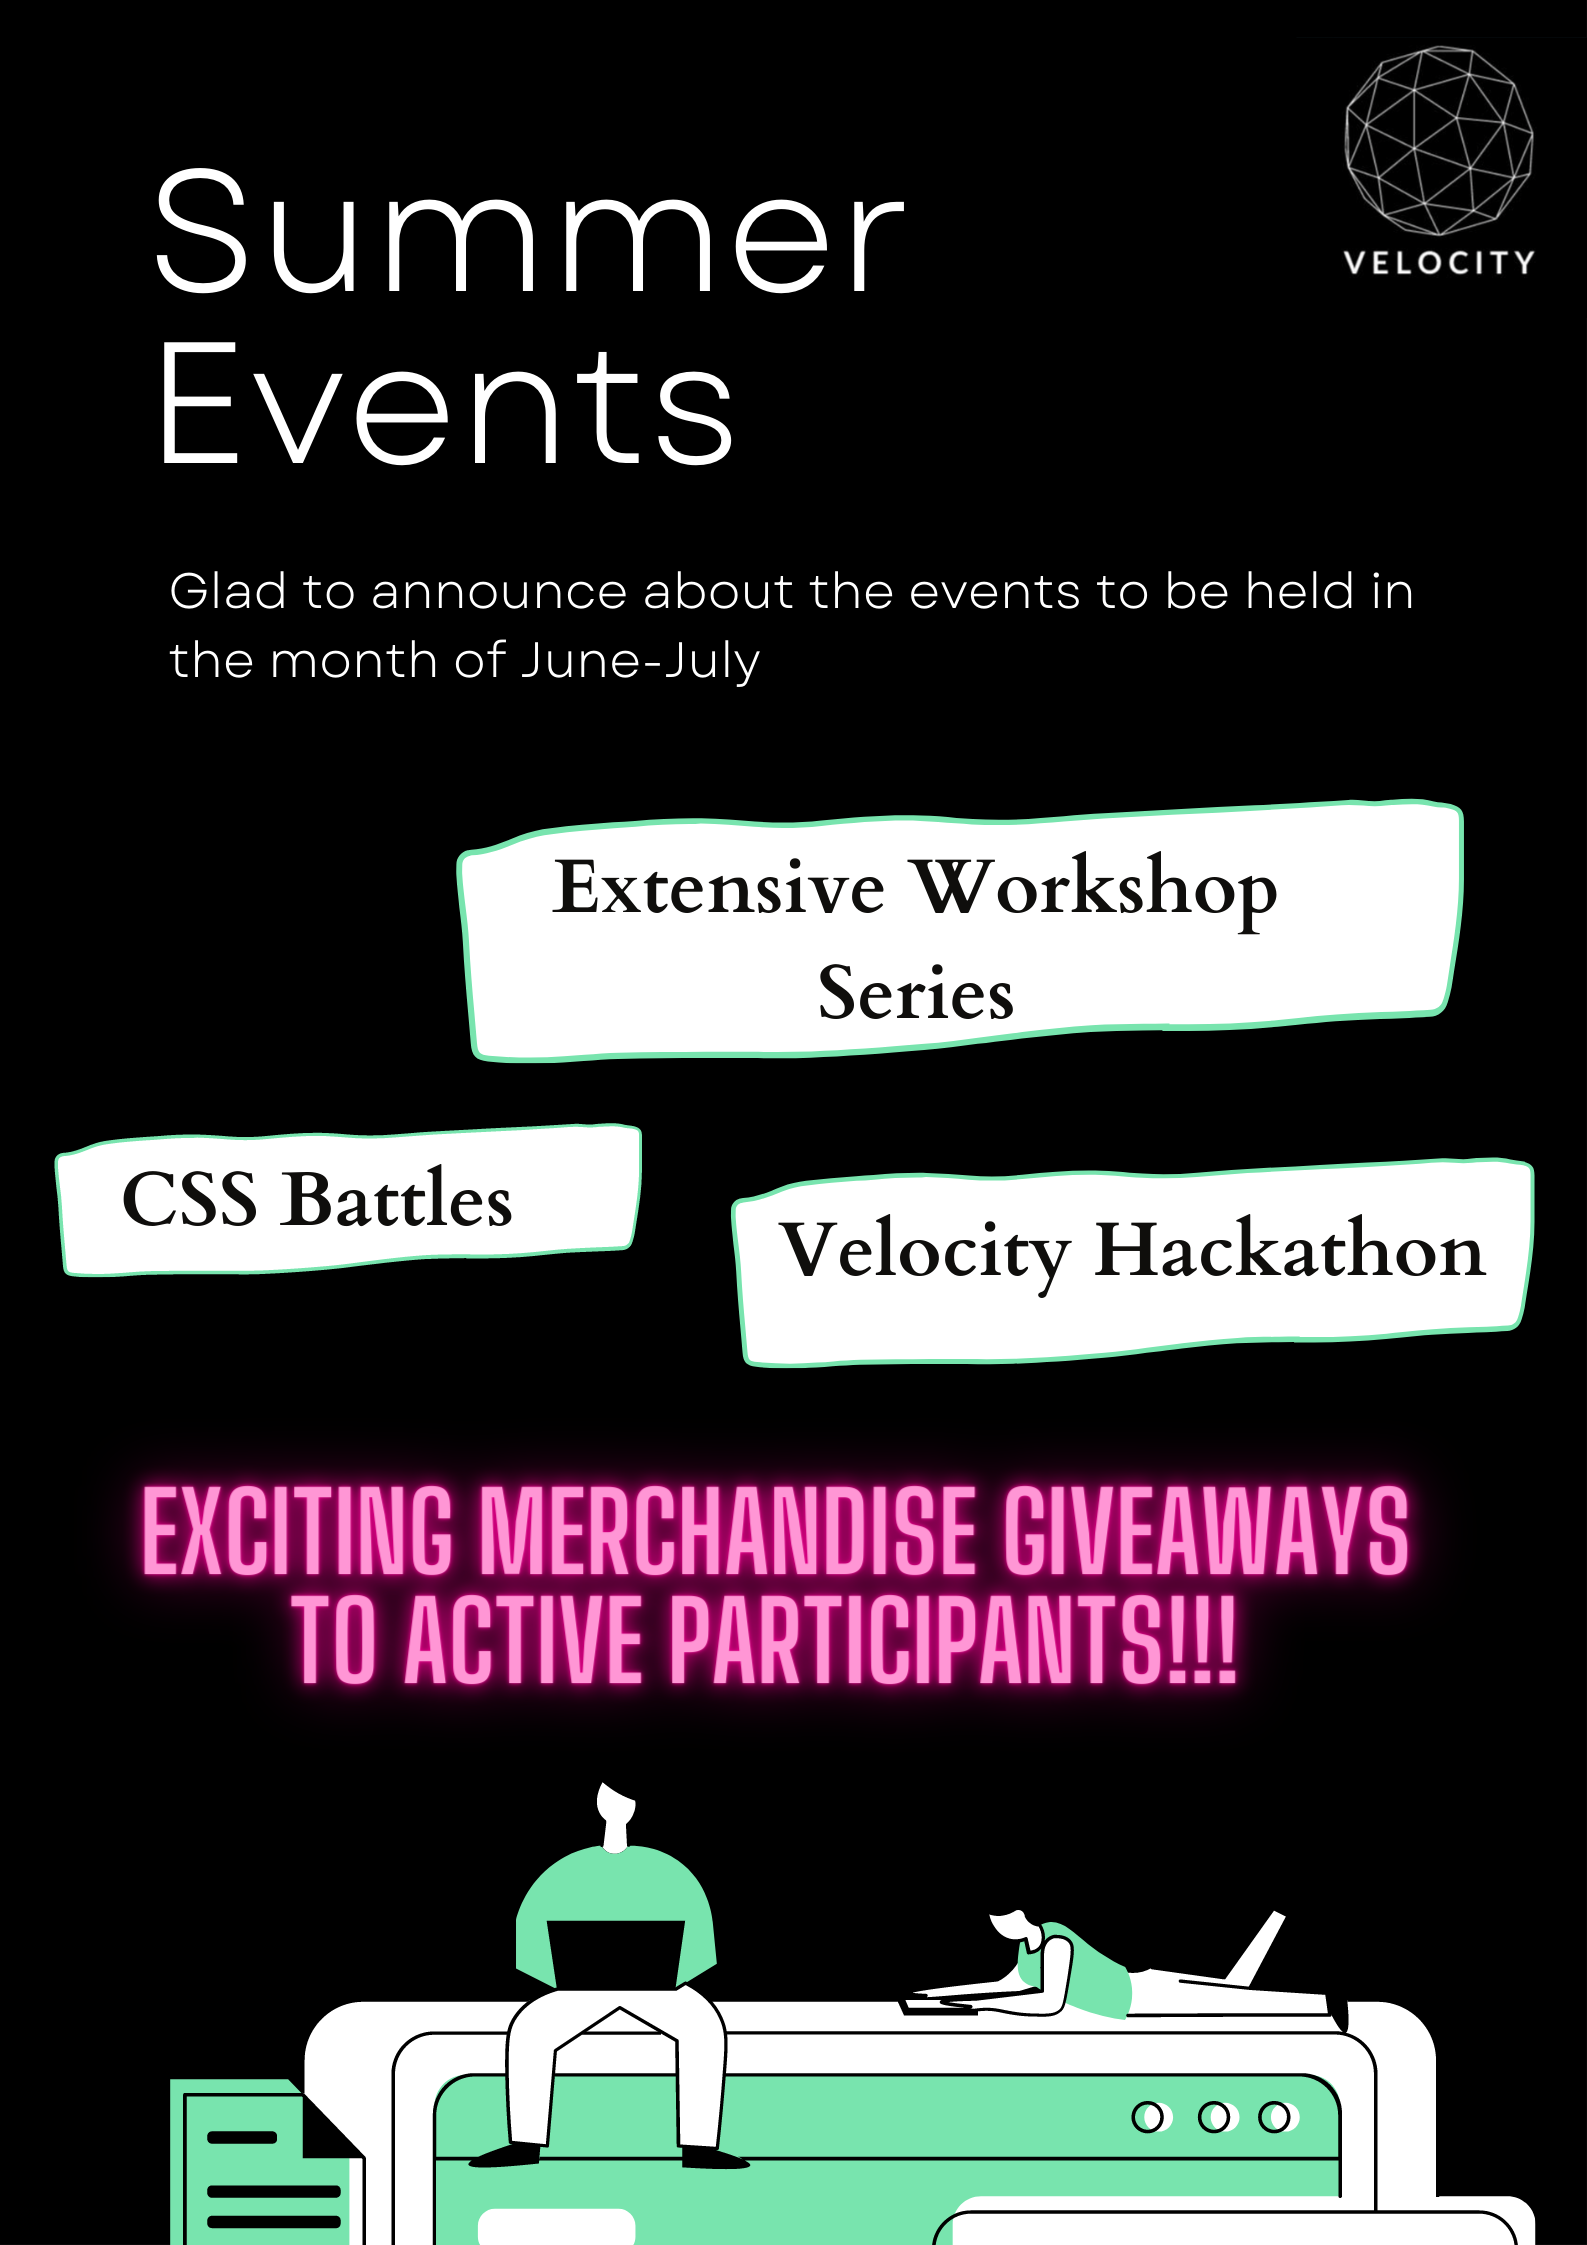 VELOCITY
Summer
Events
Glad to announce about the events to be held in
the month of June-July
Extensive Workshop
Series
CSS Battles
Velocity Hackathon
EXCITING MERCHANDISE GIVEAWAYS
TO ACTIVE PARTICIPANTS!!!